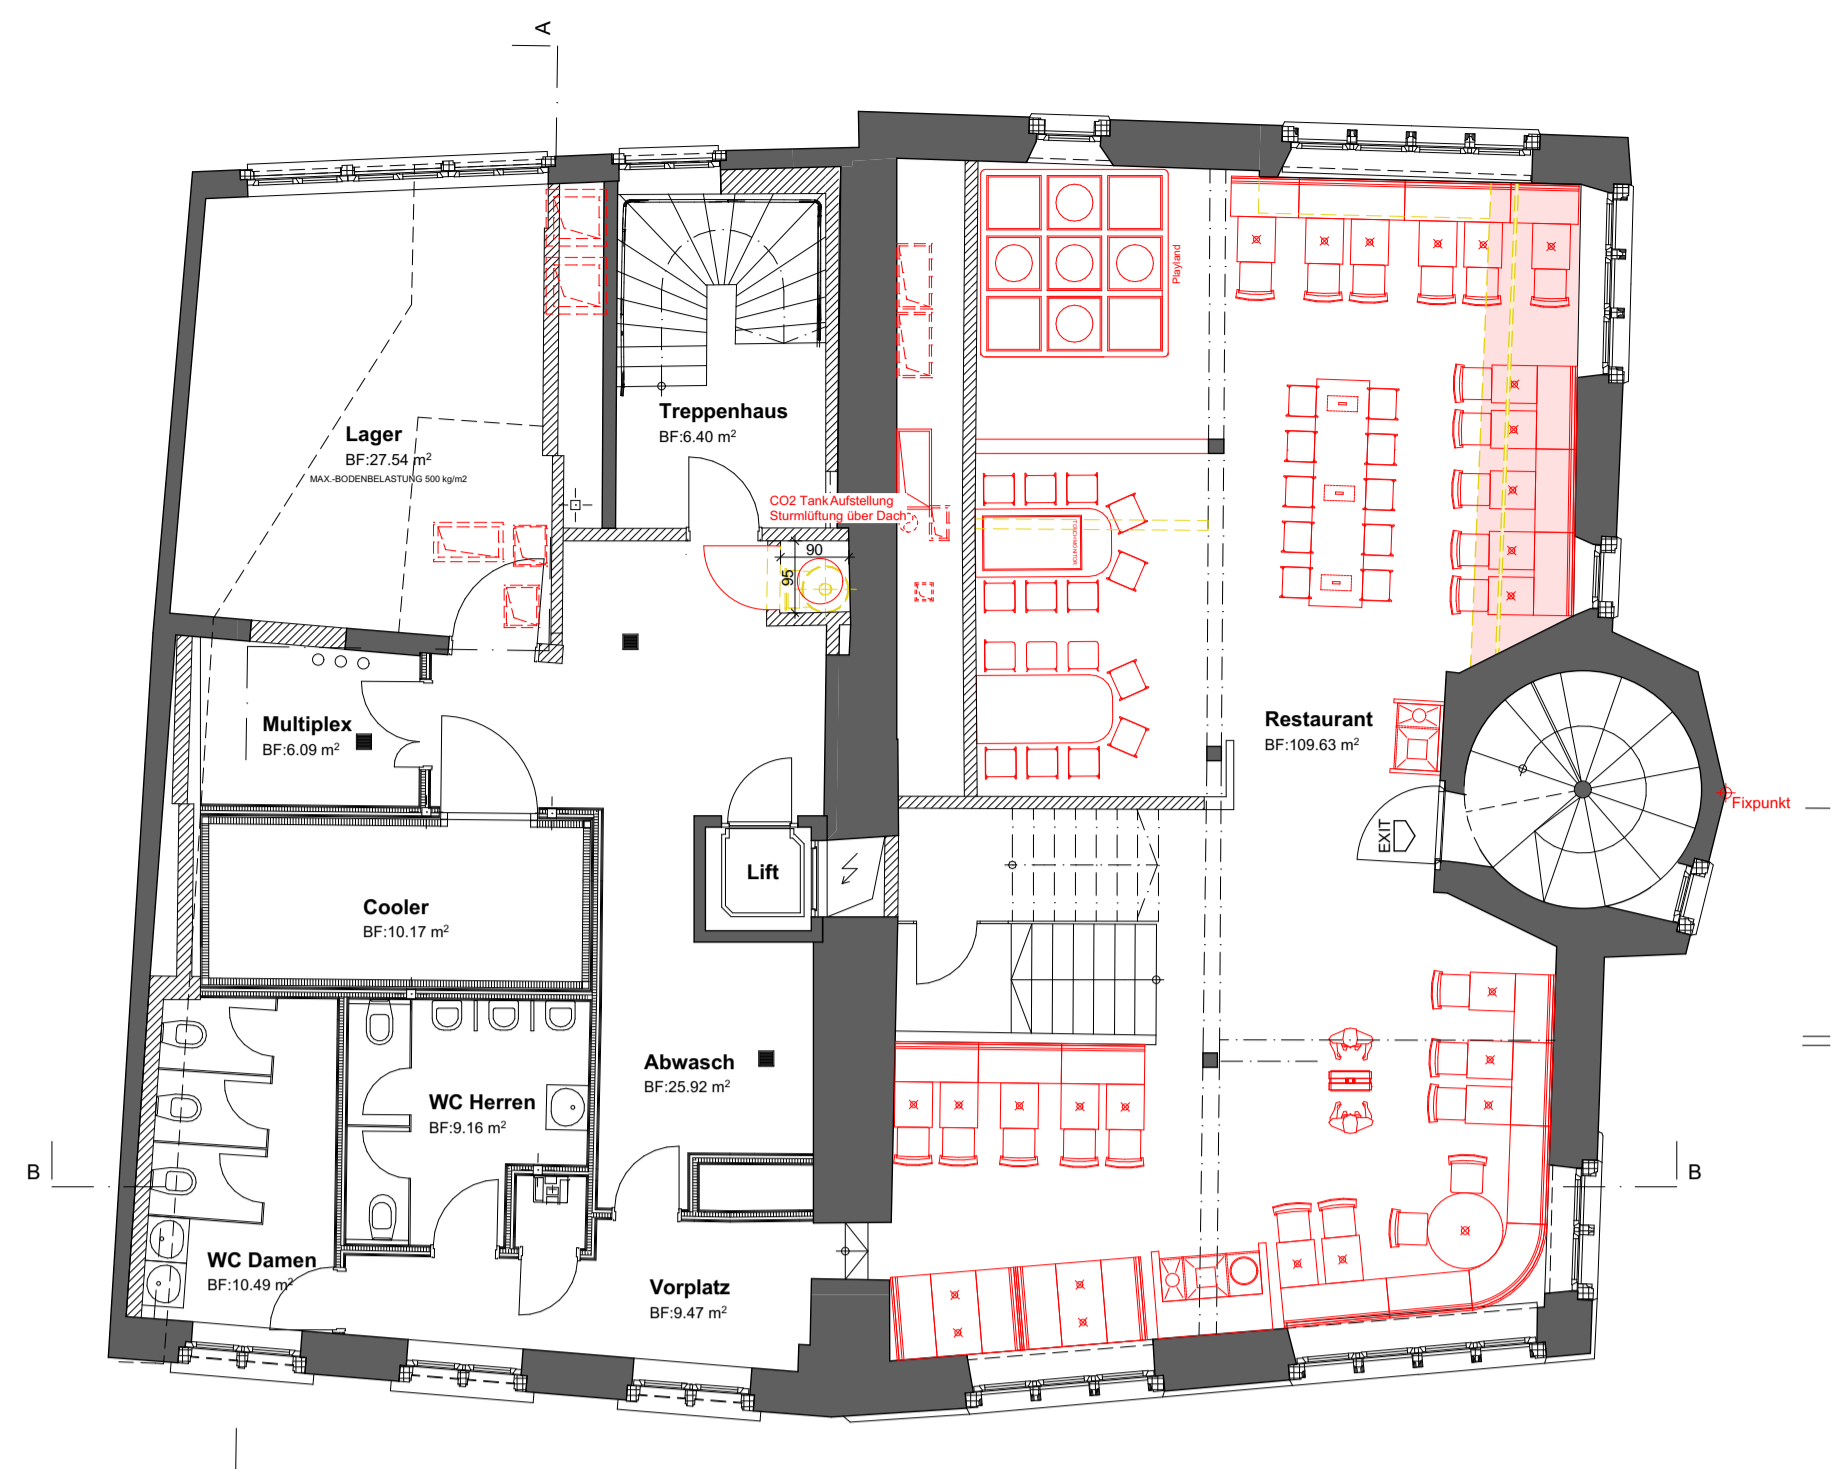 A
Playland
Lager
BF:27.54 m²
MAX.-BODENBELASTUNG 500 kg/m2
Treppenhaus
BF:6.40 m²
CO2 Tank Aufstellung
Sturmlüftung über Dach
90
95
TOUCH-MONITOR
Multiplex
BF:6.09 m²
Restaurant
BF:109.63 m²
Fixpunkt
EXIT
Lift
Cooler
BF:10.17 m²
Abwasch
BF:25.92 m²
WC Herren
BF:9.16 m²
B
B
WC Damen
BF:10.49 m²
Vorplatz
BF:9.47 m²